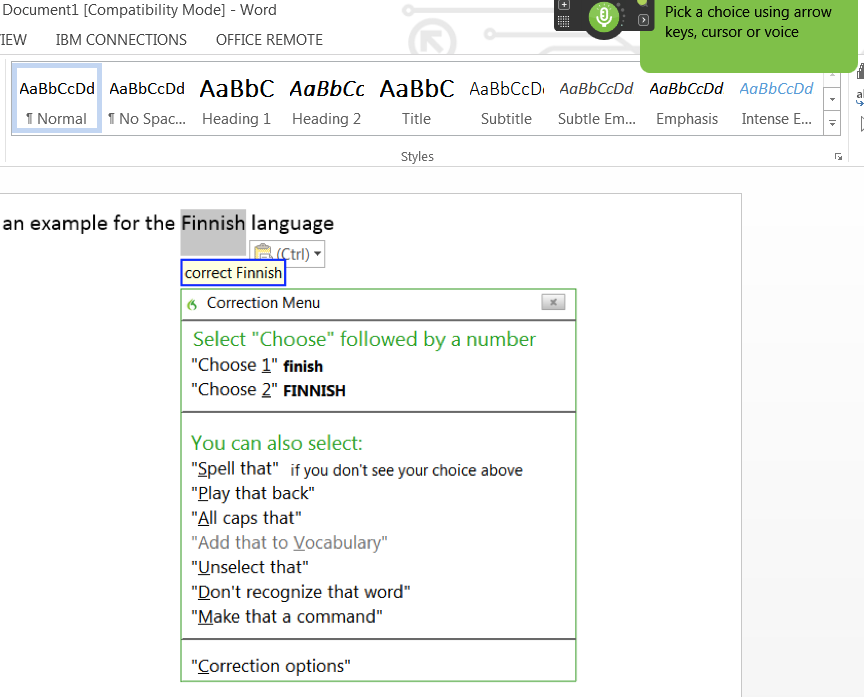 Document1 [Compatibility Mode] - Word
Pick a choice using arrow
keys, cursor or voice
IEW IBM CONNECTIONS OFFICE REMOTE
AaBbCcDd AaBbCcDd AaBbC AaBbCc AaBbC AaBbCcD AaBbCcDd AaBbCcDd AaBbCcDd
¶ Normal ¶ No Spac... Heading 1 Heading 2 Title Subtitle Subtle Em... Emphasis Intense E...
Styles
an example for the Finnish language
(Ctrl)
correct Finnish
Correction Menu
Select "Choose" followed by a number
"Choose 1" finish
"Choose 2" FINNISH
You can also select:
"Spell that" if you don't see your choice above
"Play that back"
"All caps that"
"Add that to Vocabulary"
"Unselect that"
"Don't recognize that word"
"Make that a command"
"Correction options"